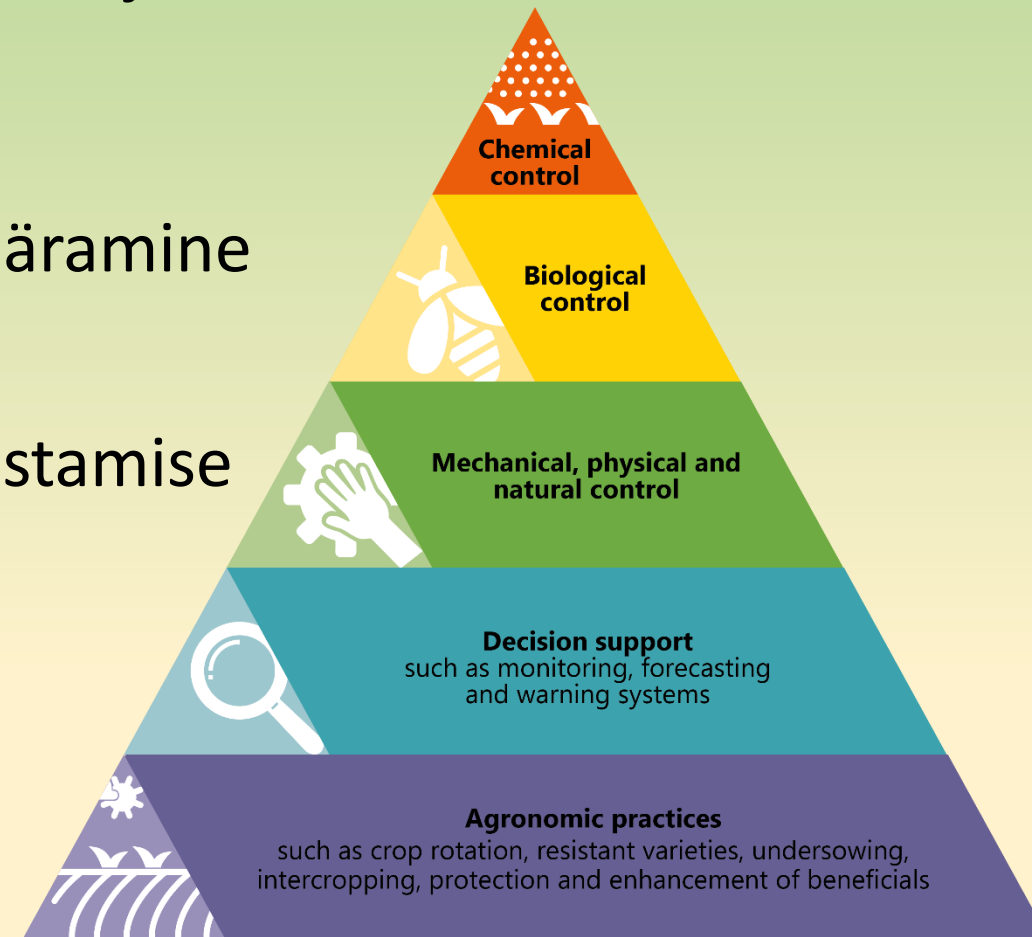 Chemical
control
äramine
Biological
control
stamise
Mechanical, physical and
natural control
Decision support
such as monitoring, forecasting
and warning systems
Agronomic practices
such as crop rotation, resistant varieties, undersowing,
intercropping, protection and enhancement of beneficials